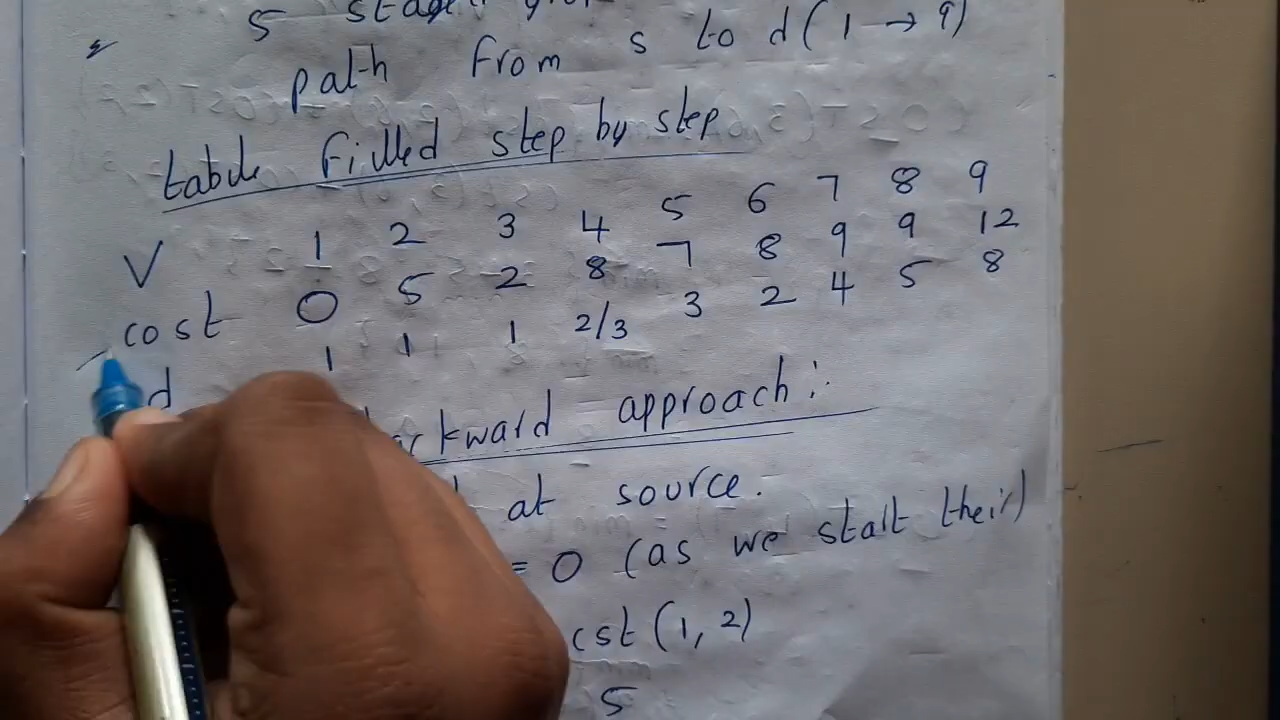 5
path from s to d(1 → 9)
table filled step by step
V 1 2 3 4 5 6 7 8 9
cost 0 5 2 8 7 8 9 9 12
d 1 1 1 2/3 3 2 4 5 8
approach:
at source.
= 0 (as we start their)
cst(1,2)
5